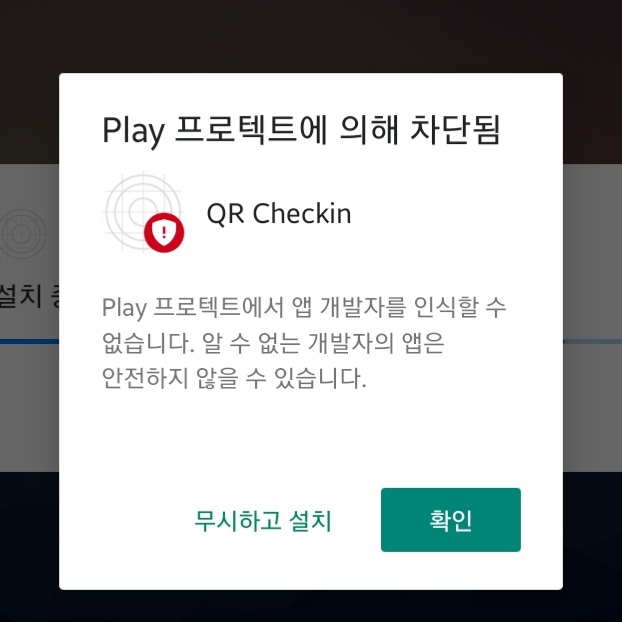 Play 프로텍트에 의해 차단됨
QR Checkin
설치 중
Play 프로텍트에서 앱 개발자를 인식할 수
없습니다. 알 수 없는 개발자의 앱은
안전하지 않을 수 있습니다.
무시하고 설치
확인